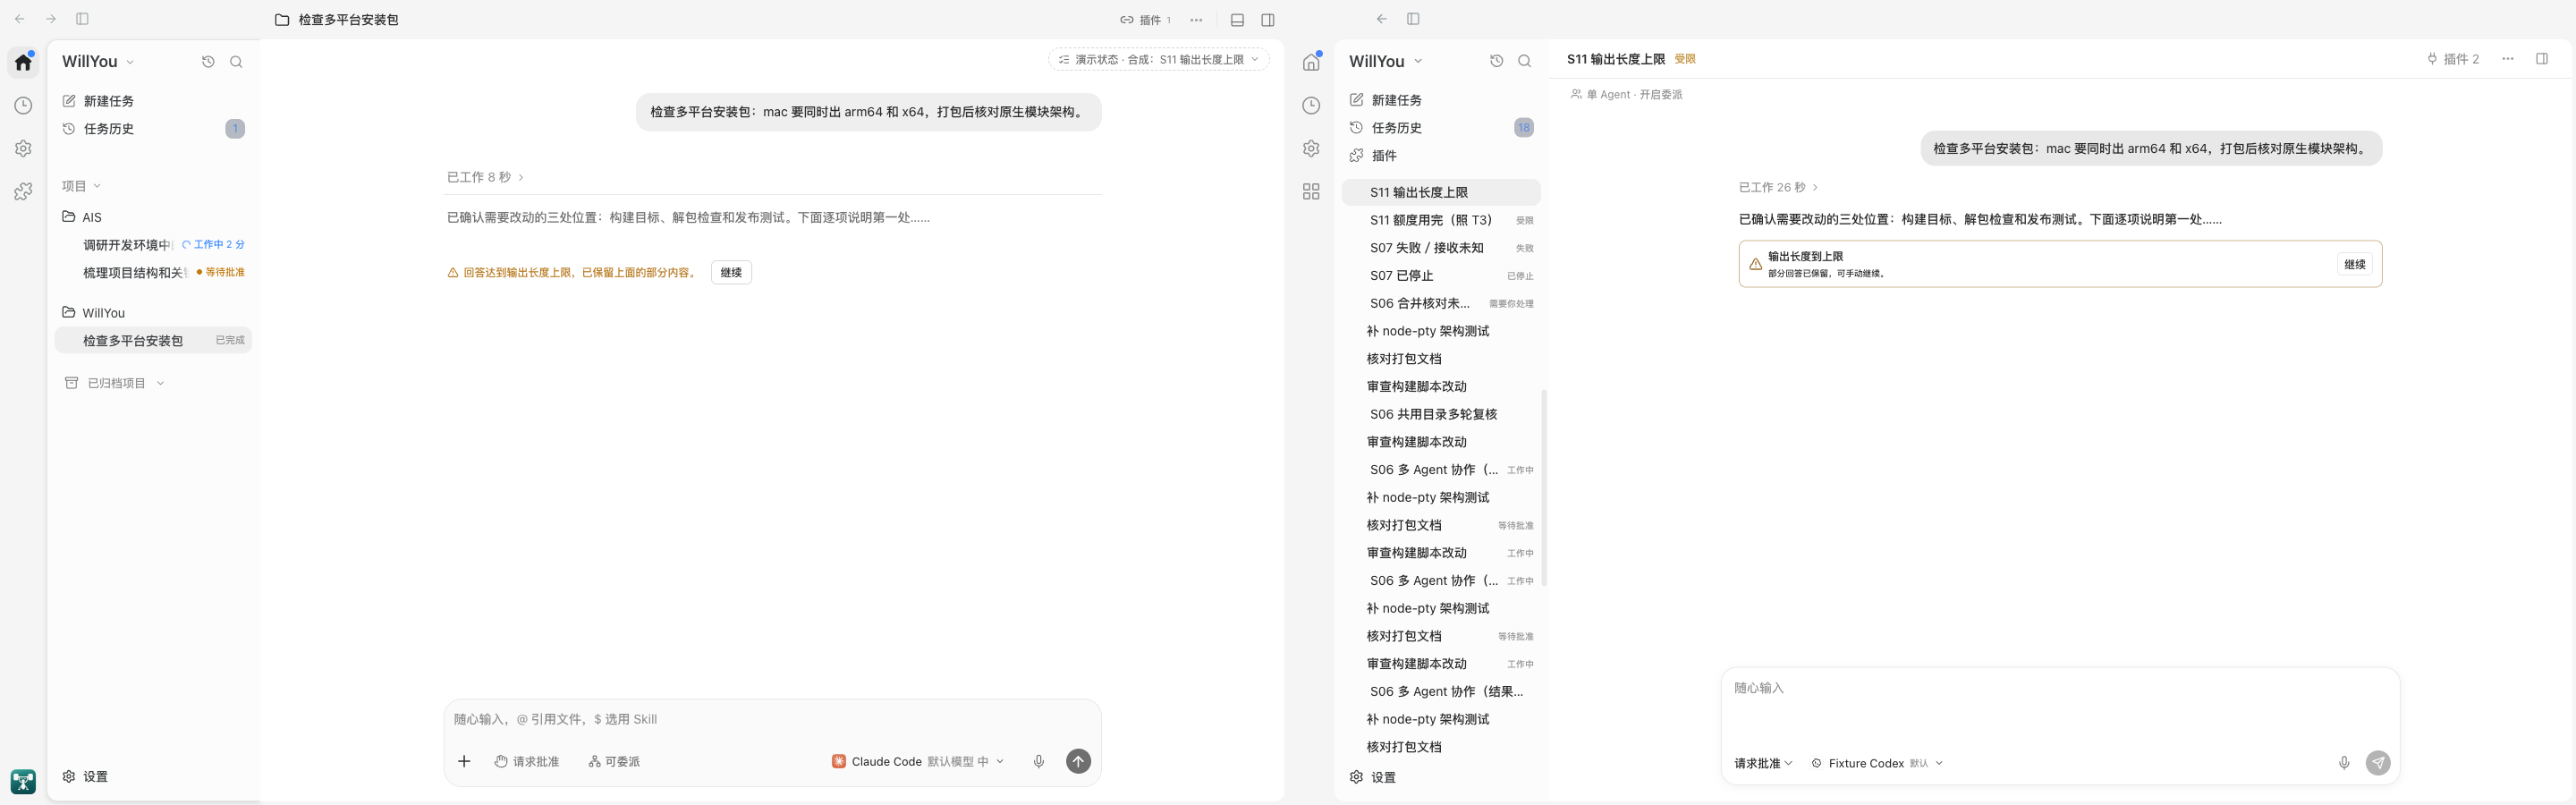 检查多平台安装包
插件 1
WillYou
新建任务
任务历史 1
项目
AIS
调研开发环境中 工作中 2 分
梳理项目结构和关 等待批准
WillYou
检查多平台安装包 已完成
已归档项目
设置
演示状态 · 合成：S11 输出长度上限
检查多平台安装包：mac 要同时出 arm64 和 x64，打包后核对原生模块架构。
已工作 8 秒
已确认需要改动的三处位置：构建目标、解包检查和发布测试。下面逐项说明第一处……
回答达到输出长度上限，已保留上面的部分内容。 继续
随心输入，@ 引用文件，$ 选用 Skill
请求批准 可委派 Claude Code 默认模型 中
WillYou
新建任务
任务历史 18
插件
S11 输出长度上限
S11 额度用完（照 T3） 受限
S07 失败 / 接收未知 失败
S07 已停止 已停止
S06 合并核对未... 需要你处理
补 node-pty 架构测试
核对打包文档
审查构建脚本改动
S06 共用目录多轮复核
审查构建脚本改动
S06 多 Agent 协作（... 工作中
补 node-pty 架构测试
核对打包文档 等待批准
审查构建脚本改动 工作中
S06 多 Agent 协作（... 工作中
补 node-pty 架构测试
核对打包文档 等待批准
审查构建脚本改动 工作中
S06 多 Agent 协作（结果...
补 node-pty 架构测试
核对打包文档
设置
S11 输出长度上限 受限
插件 2
单 Agent · 开启委派
检查多平台安装包：mac 要同时出 arm64 和 x64，打包后核对原生模块架构。
已工作 26 秒
已确认需要改动的三处位置：构建目标、解包检查和发布测试。下面逐项说明第一处……
输出长度到上限
部分回答已保留，可手动继续。
继续
随心输入
请求批准 Fixture Codex 默认